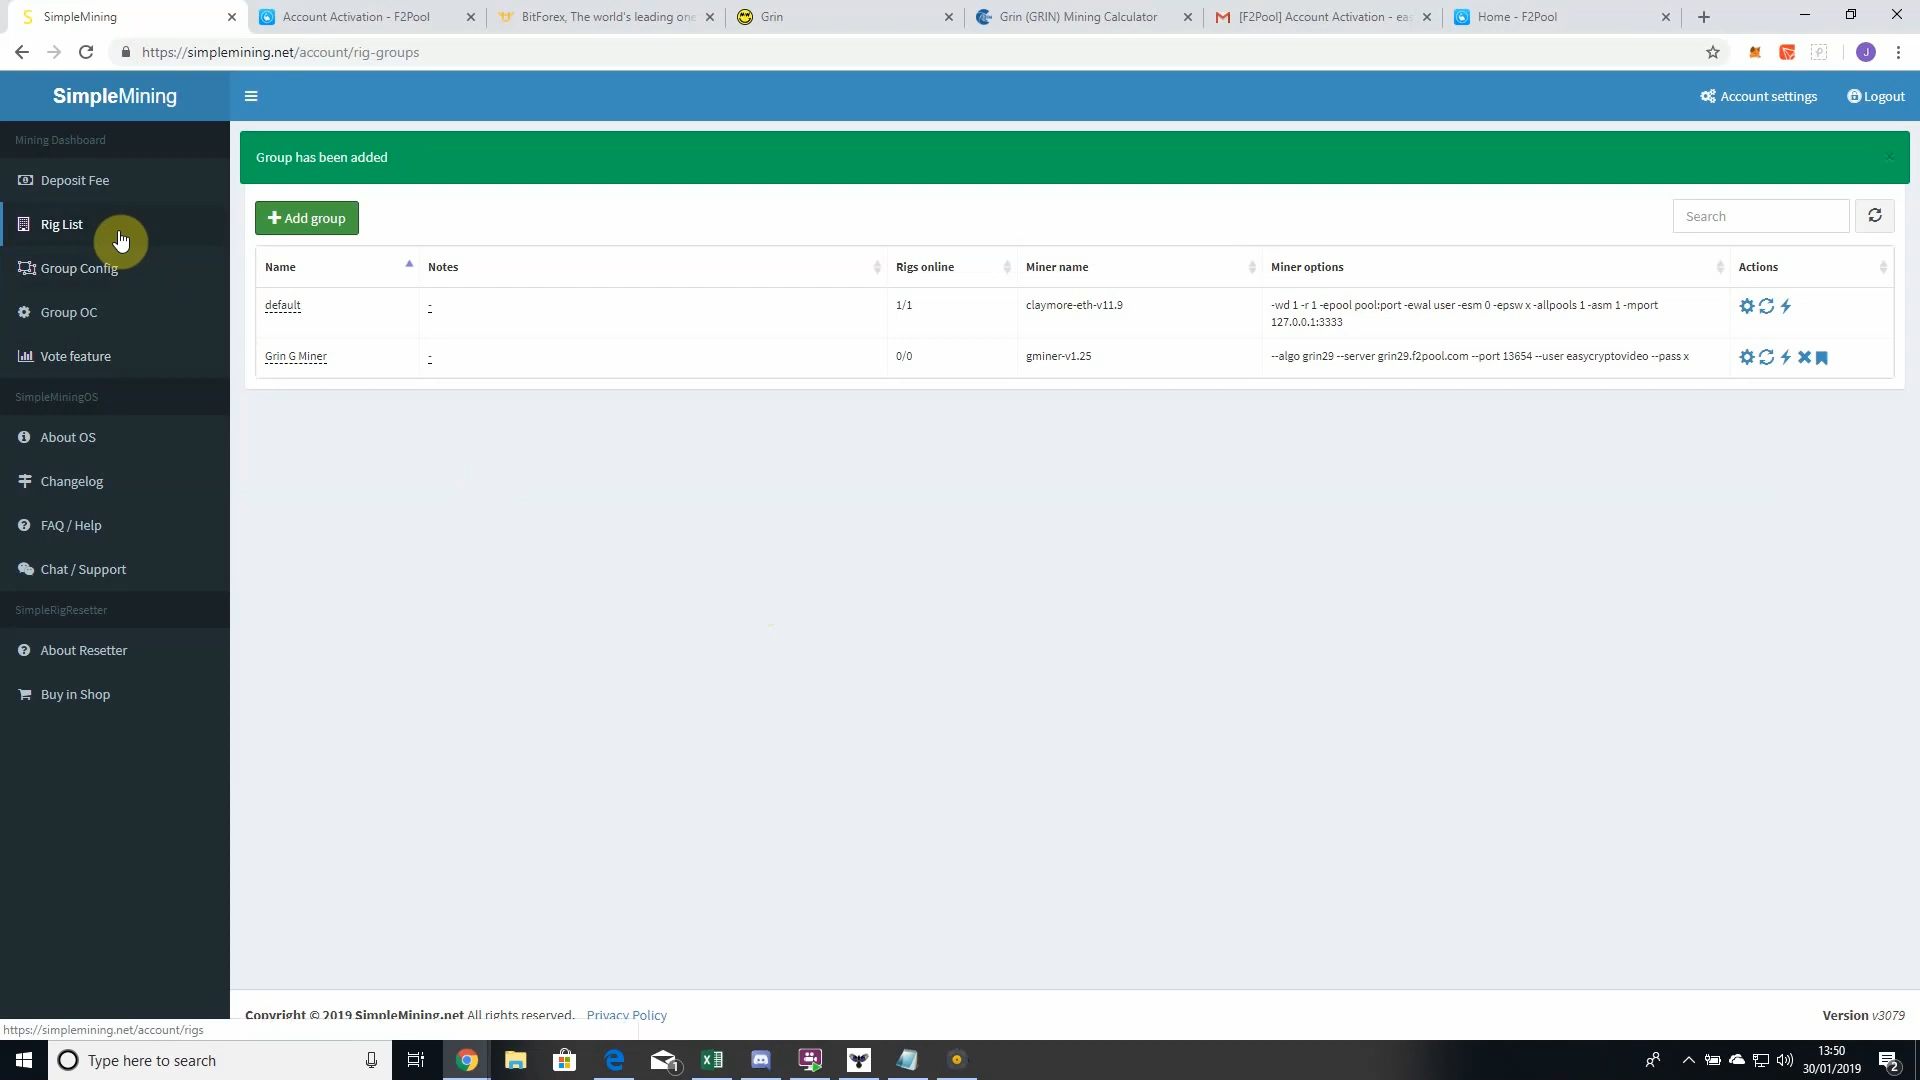 SimpleMining
Account Activation - F2Pool
BitForex, The world's leading one
Grin
Grin (GRIN) Mining Calculator
[F2Pool] Account Activation - eas
Home - F2Pool
https://simplemining.net/account/rig-groups
J
SimpleMining
Account settings
Logout
Mining Dashboard
Deposit Fee
Rig List
Group Config
Group OC
Vote feature
SimpleMiningOS
About OS
Changelog
FAQ / Help
Chat / Support
SimpleRigResetter
About Resetter
Buy in Shop
Group has been added
Add group
Search
Name Notes Rigs online Miner name Miner options Actions
default - 1/1 claymore-eth-v11.9 -wd 1 -r 1 -epool pool:port -ewal user -esm 0 -epsw x -allpools 1 -asm 1 -mport
127.0.0.1:3333
Grin G Miner - 0/0 gminer-v1.25 --algo grin29 --server grin29.f2pool.com --port 13654 --user easycryptovideo --pass x
Copyright © 2019 SimpleMining.net All rights reserved. Privacy Policy
Version v3079
https://simplemining.net/account/rigs
Type here to search
1
13:50
30/01/2019
2